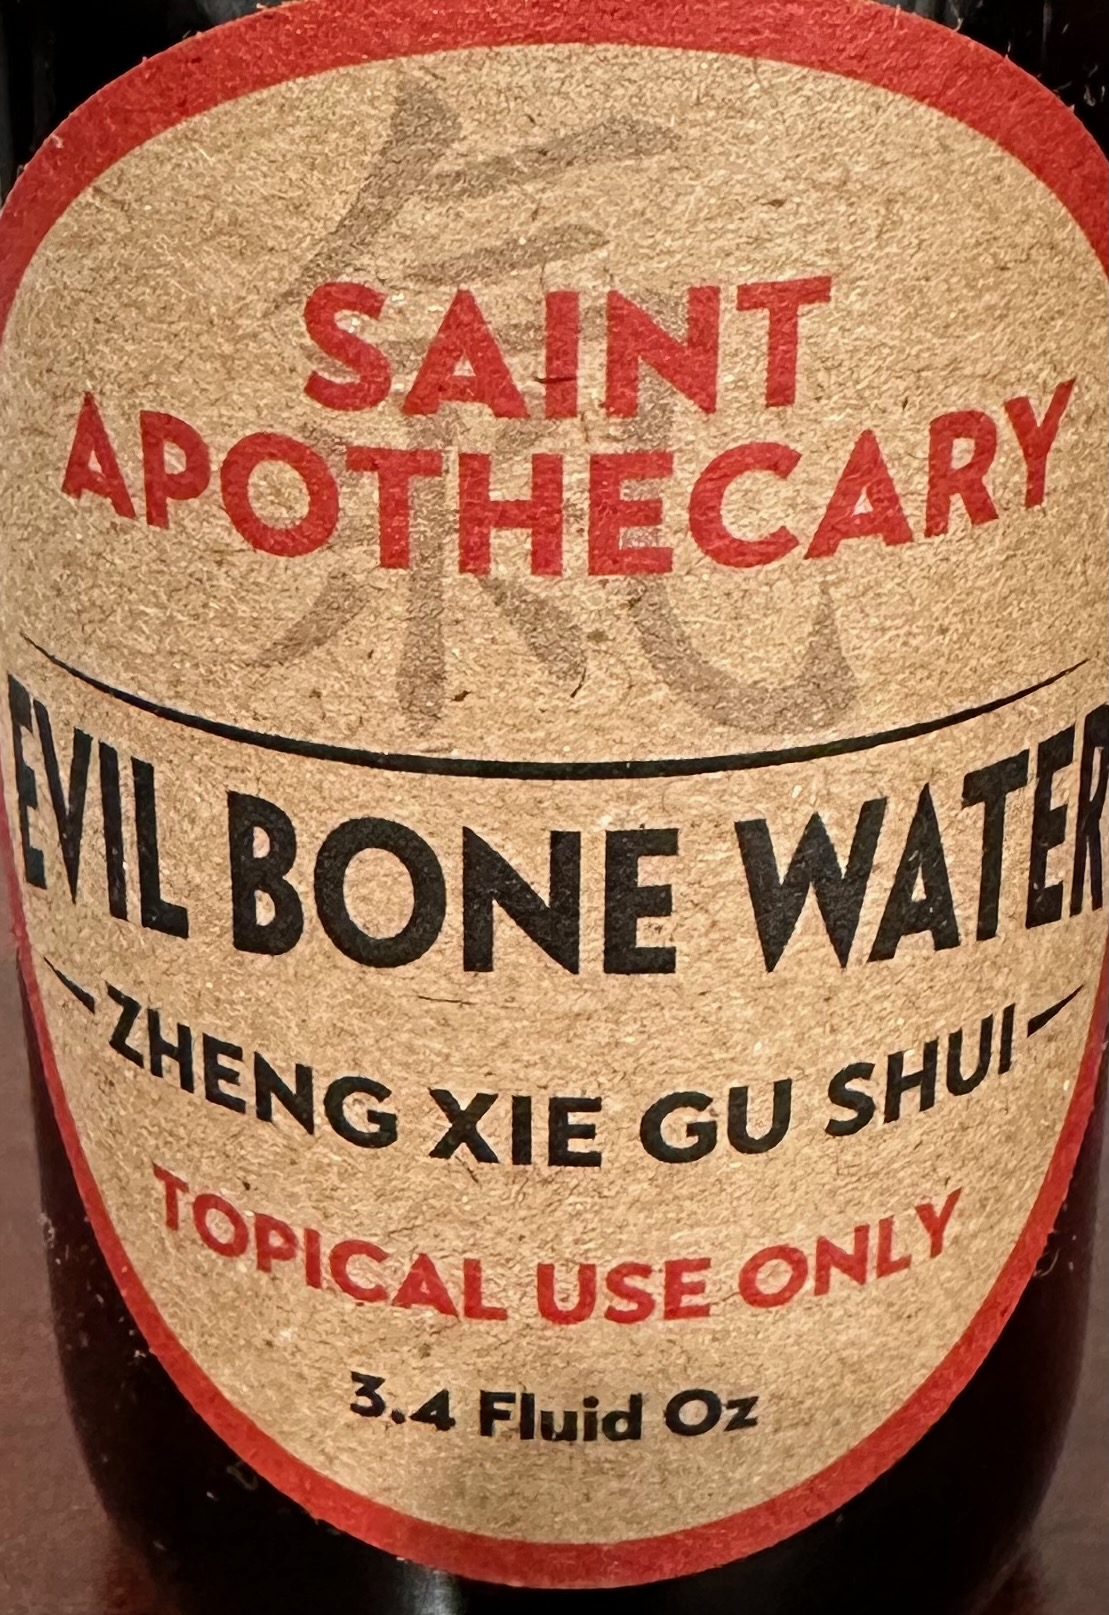 氣
SAINT
APOTHECARY
EVIL BONE WATER
ZHENG XIE GU SHUI
TOPICAL USE ONLY
3.4 Fluid Oz